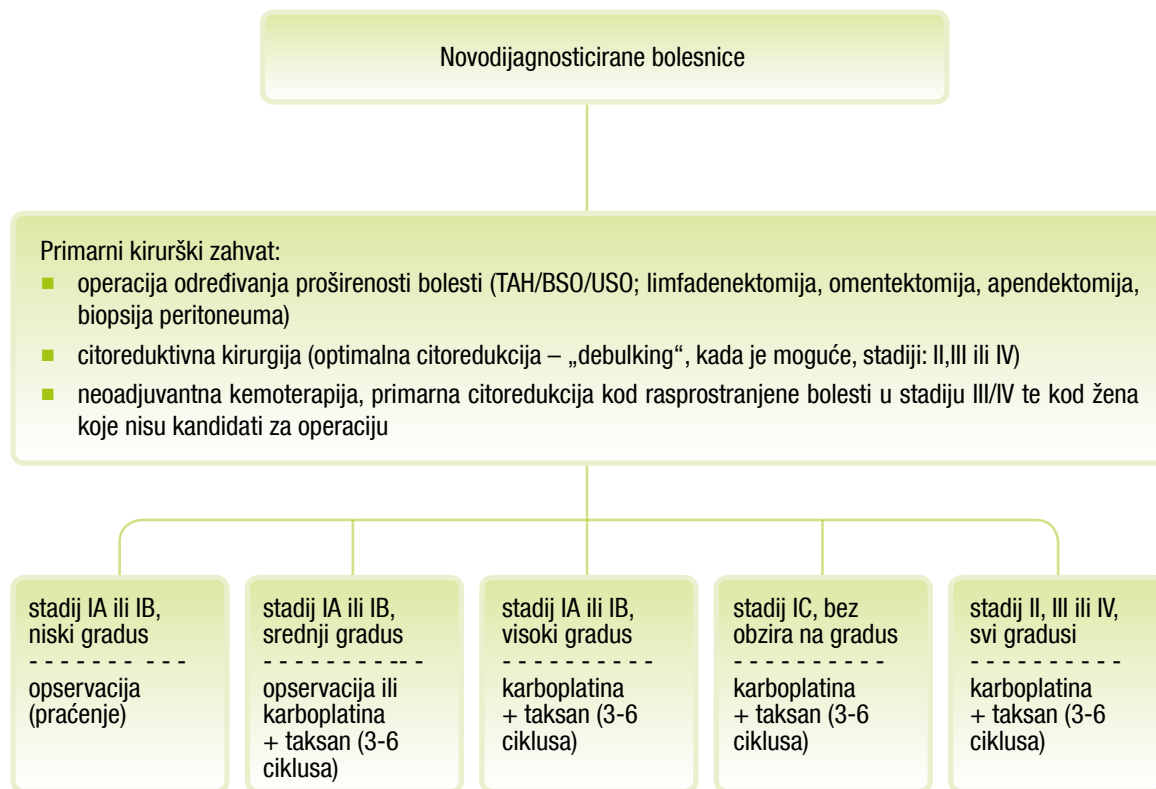 Novodijagnosticirane bolesnice
Primarni kirurški zahvat:
operacija određivanja proširenosti bolesti (TAH/BSO/USO; limfadenektomija, omentektomija, apendektomija,
biopsija peritoneuma)
citoreduktivna kirurgija (optimalna citoredukcija – „debulking“, kada je moguće, stadiji: II,III ili IV)
neoadjuvantna kemoterapija, primarna citoredukcija kod rasprostranjene bolesti u stadiju III/IV te kod žena
koje nisu kandidati za operaciju
stadij IA ili IB,
niski gradus
- - - - - - - - - -
opservacija
(praćenje)
stadij IA ili IB,
srednji gradus
- - - - - - - - - -- -
opservacija ili
karboplatina
+ taksan (3-6
ciklusa)
stadij IA ili IB,
visoki gradus
- - - - - - - - - -
karboplatina
+ taksan (3-6
ciklusa)
stadij IC, bez
obzira na gradus
- - - - - - - - - -
karboplatina
+ taksan (3-6
ciklusa)
stadij II, III ili IV,
svi gradusi
- - - - - - - - - -
karboplatina
+ taksan (3-6
ciklusa)